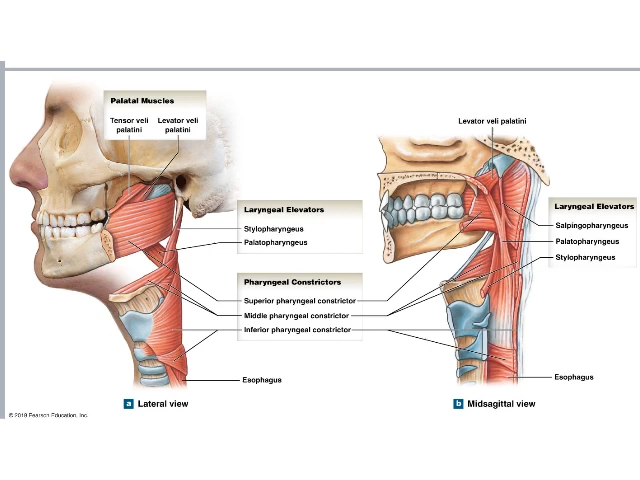 Palatal Muscles
Tensor veli palatini
Levator veli palatini
Levator veli palatini
Laryngeal Elevators
Stylopharyngeus
Palatopharyngeus
Pharyngeal Constrictors
Superior pharyngeal constrictor
Middle pharyngeal constrictor
Inferior pharyngeal constrictor
Esophagus
a Lateral view
Laryngeal Elevators
Salpingopharyngeus
Palatopharyngeus
Stylopharyngeus
Esophagus
b Midsagittal view
© 2018 Pearson Education, Inc.